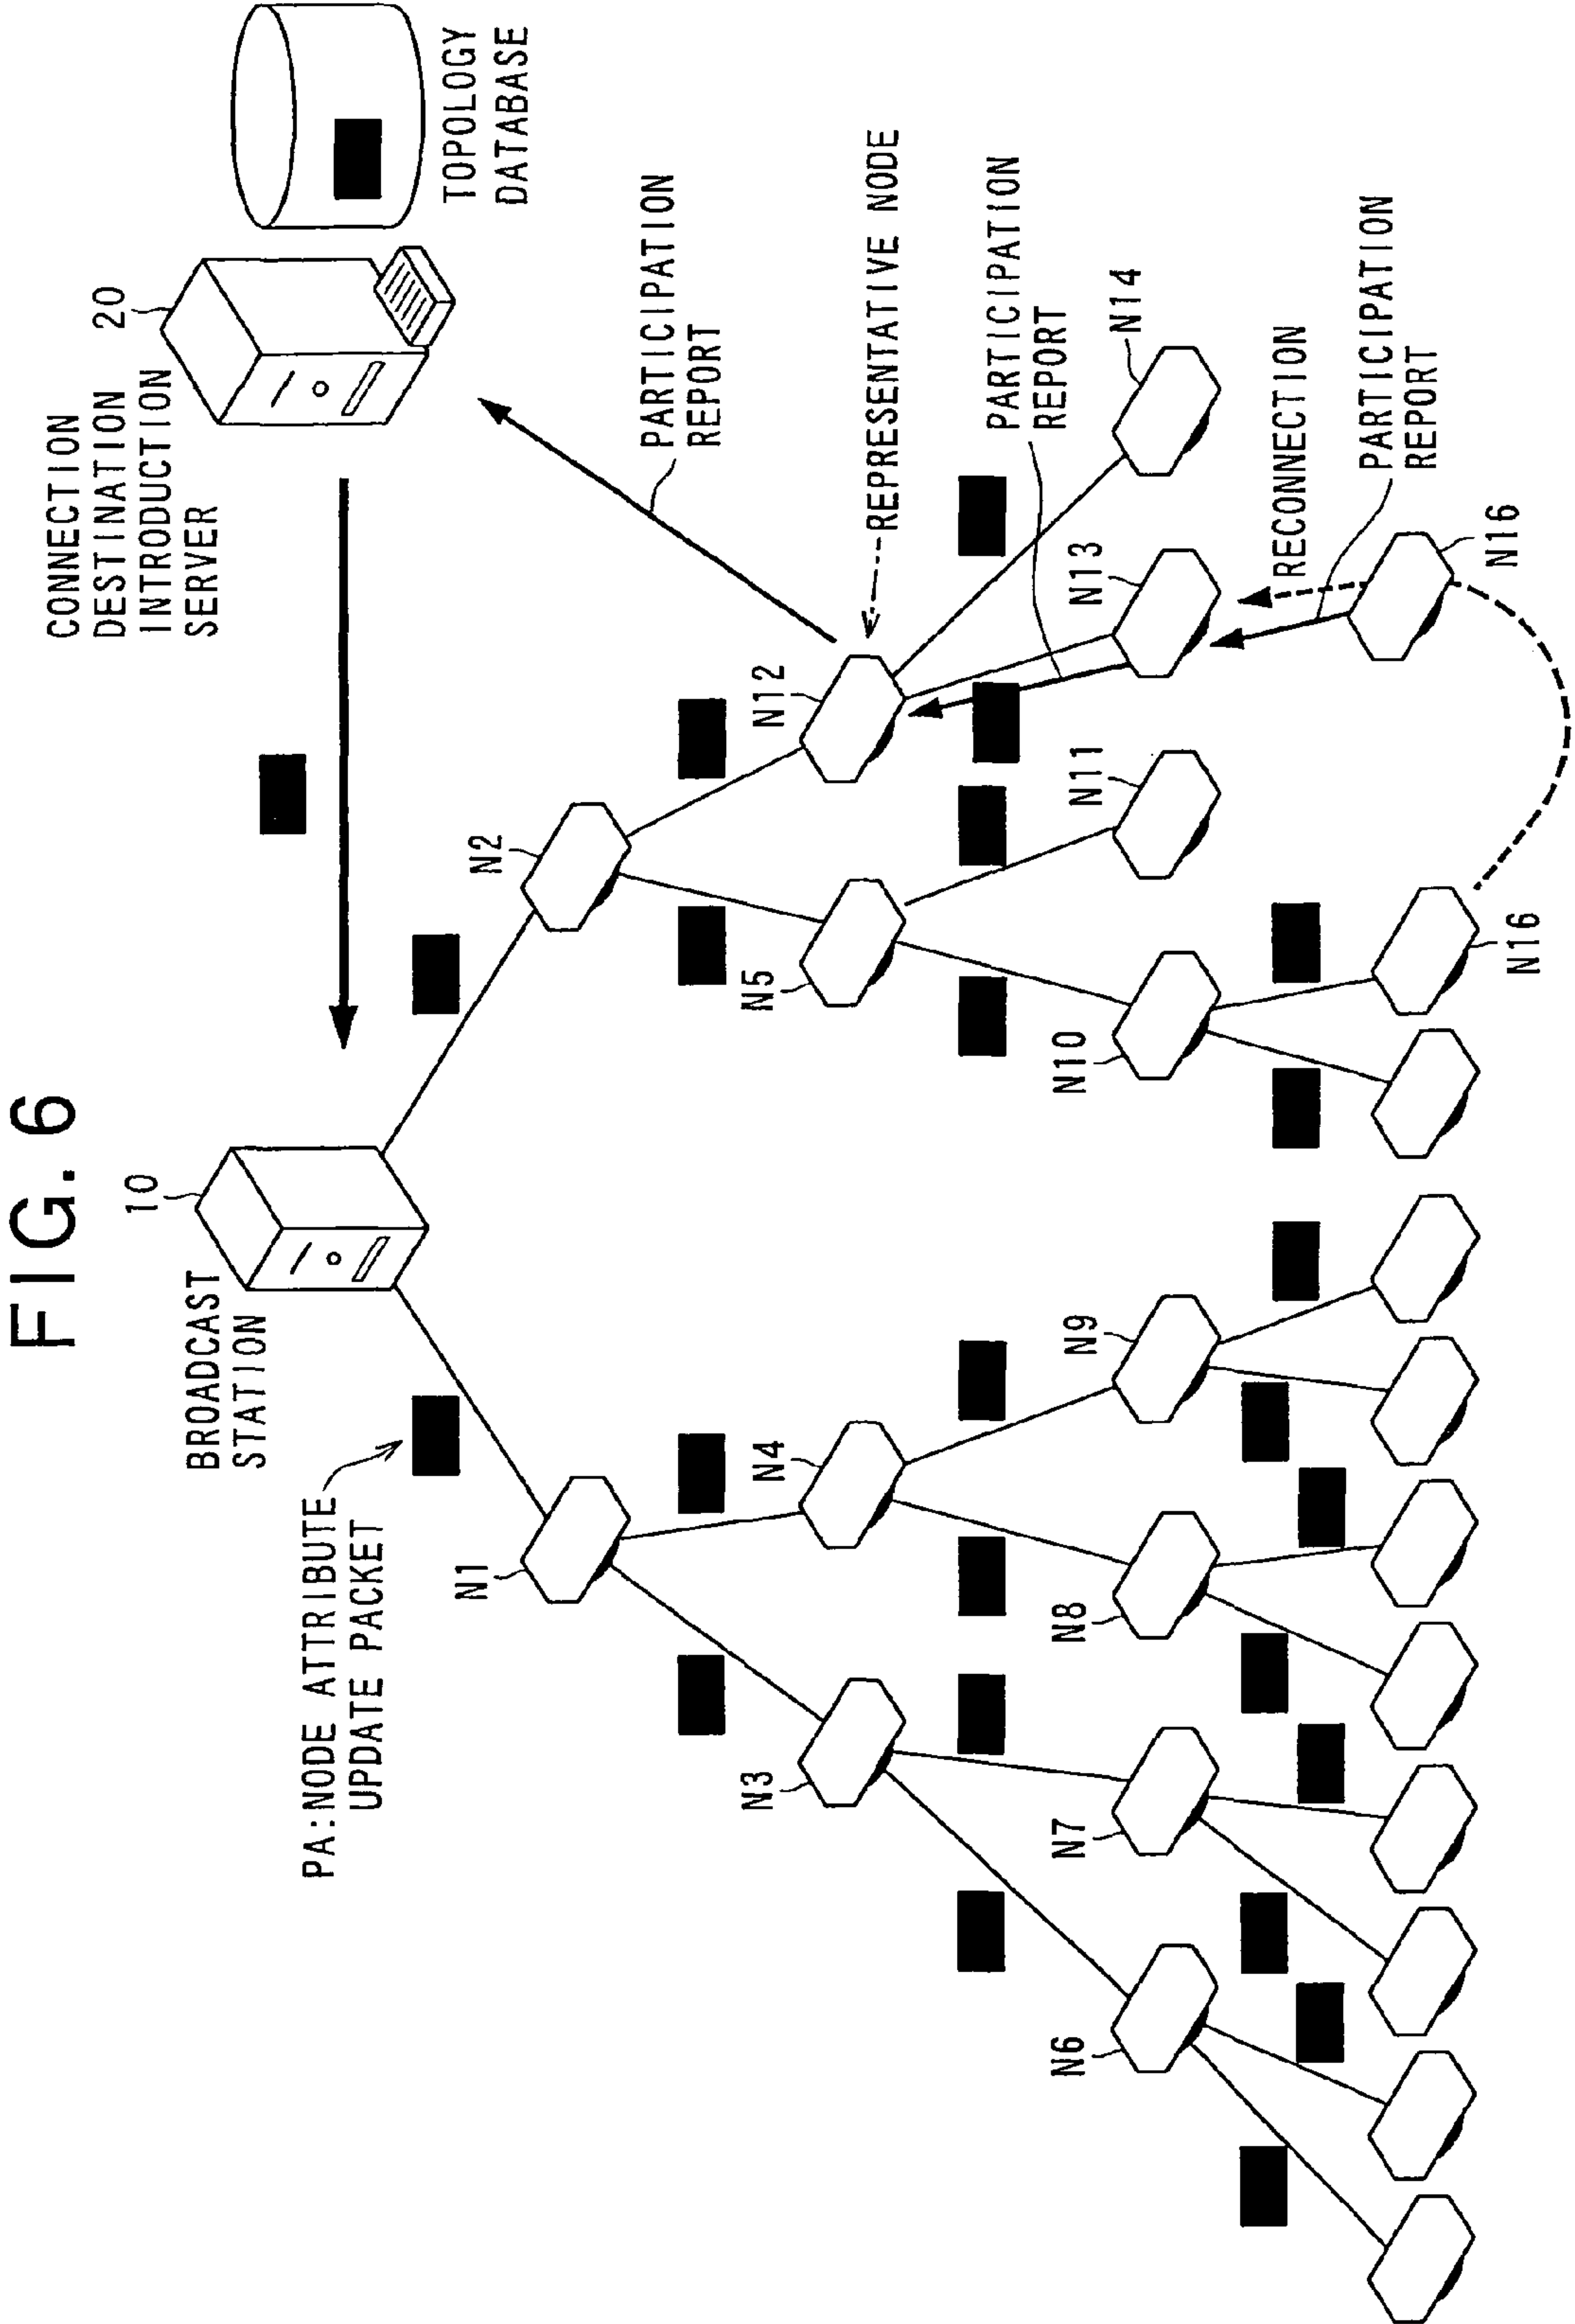 FIG. 6
CONNECTION
DESTINATION
INTRODUCTION
SERVER
20
TOPOLOGY
DATABASE
10
BROADCAST
STATION
PA:NODE ATTRIBUTE
UPDATE PACKET
PARTICIPATION
REPORT
N1
N2
REPRESENTATIVE NODE
N3
N4
N5
N12
PARTICIPATION
REPORT
N6
N7
N8
N9
N10
N11
N13
N14
RECONNECTION
PARTICIPATION
REPORT
N16
N16